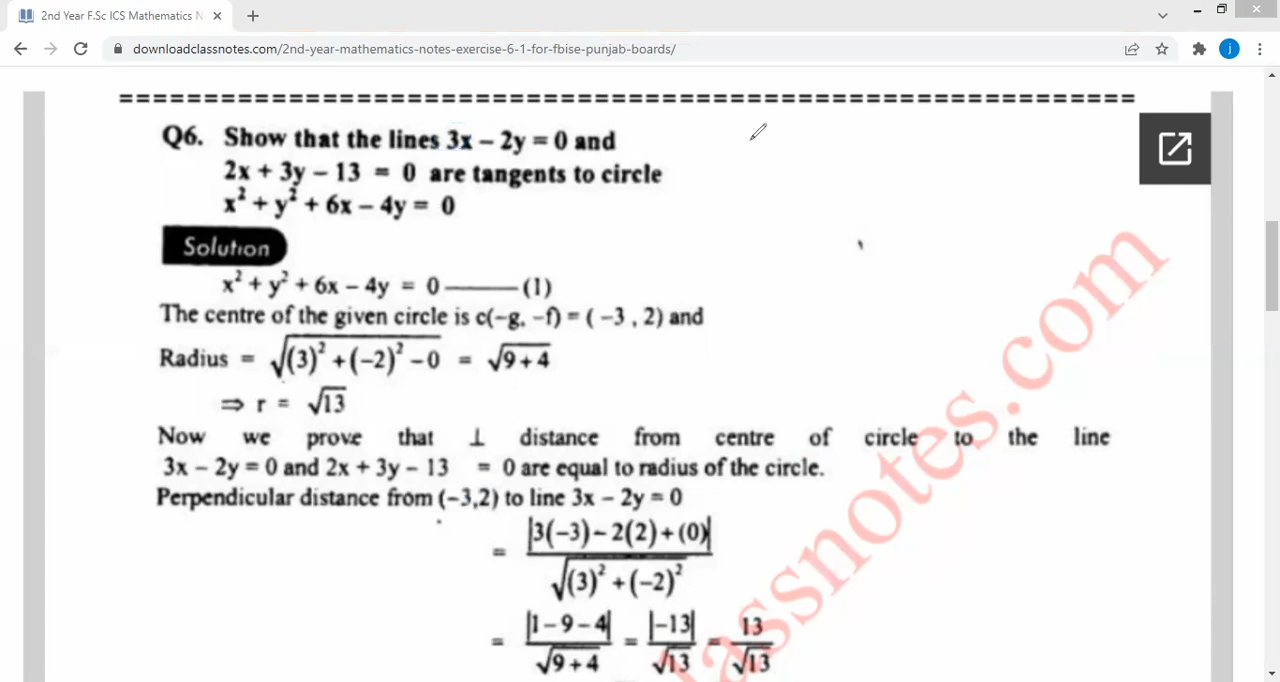 2nd Year F.Sc ICS Mathematics N
downloadclassnotes.com/2nd-year-mathematics-notes-exercise-6-1-for-fbise-punjab-boards/
j
================================================================
Q6. Show that the lines 3x – 2y = 0 and
2x + 3y – 13 = 0 are tangents to circle
x² + y² + 6x – 4y = 0
Solution
x² + y² + 6x – 4y = 0 ——— (1)
The centre of the given circle is c(–g, –f) = ( –3 , 2) and
Radius = √((3)² + (–2)² – 0) = √(9 + 4)
⇒ r = √13
Now we prove that ⊥ distance from centre of circle to the line
3x – 2y = 0 and 2x + 3y – 13 = 0 are equal to radius of the circle.
Perpendicular distance from (–3,2) to line 3x – 2y = 0
= |3(–3) – 2(2) + (0)| / √((3)² + (–2)²)
= |1 – 9 – 4| / √(9 + 4) = |–13| / √13 = 13 / √13
assnotes.com